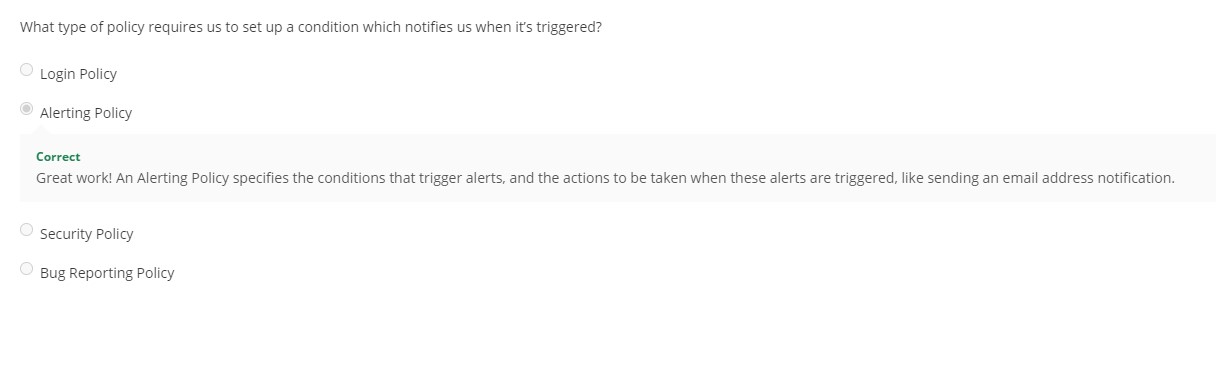 What type of policy requires us to set up a condition which notifies us when it’s triggered?
Login Policy
Alerting Policy
Correct
Great work! An Alerting Policy specifies the conditions that trigger alerts, and the actions to be taken when these alerts are triggered, like sending an email address notification.
Security Policy
Bug Reporting Policy